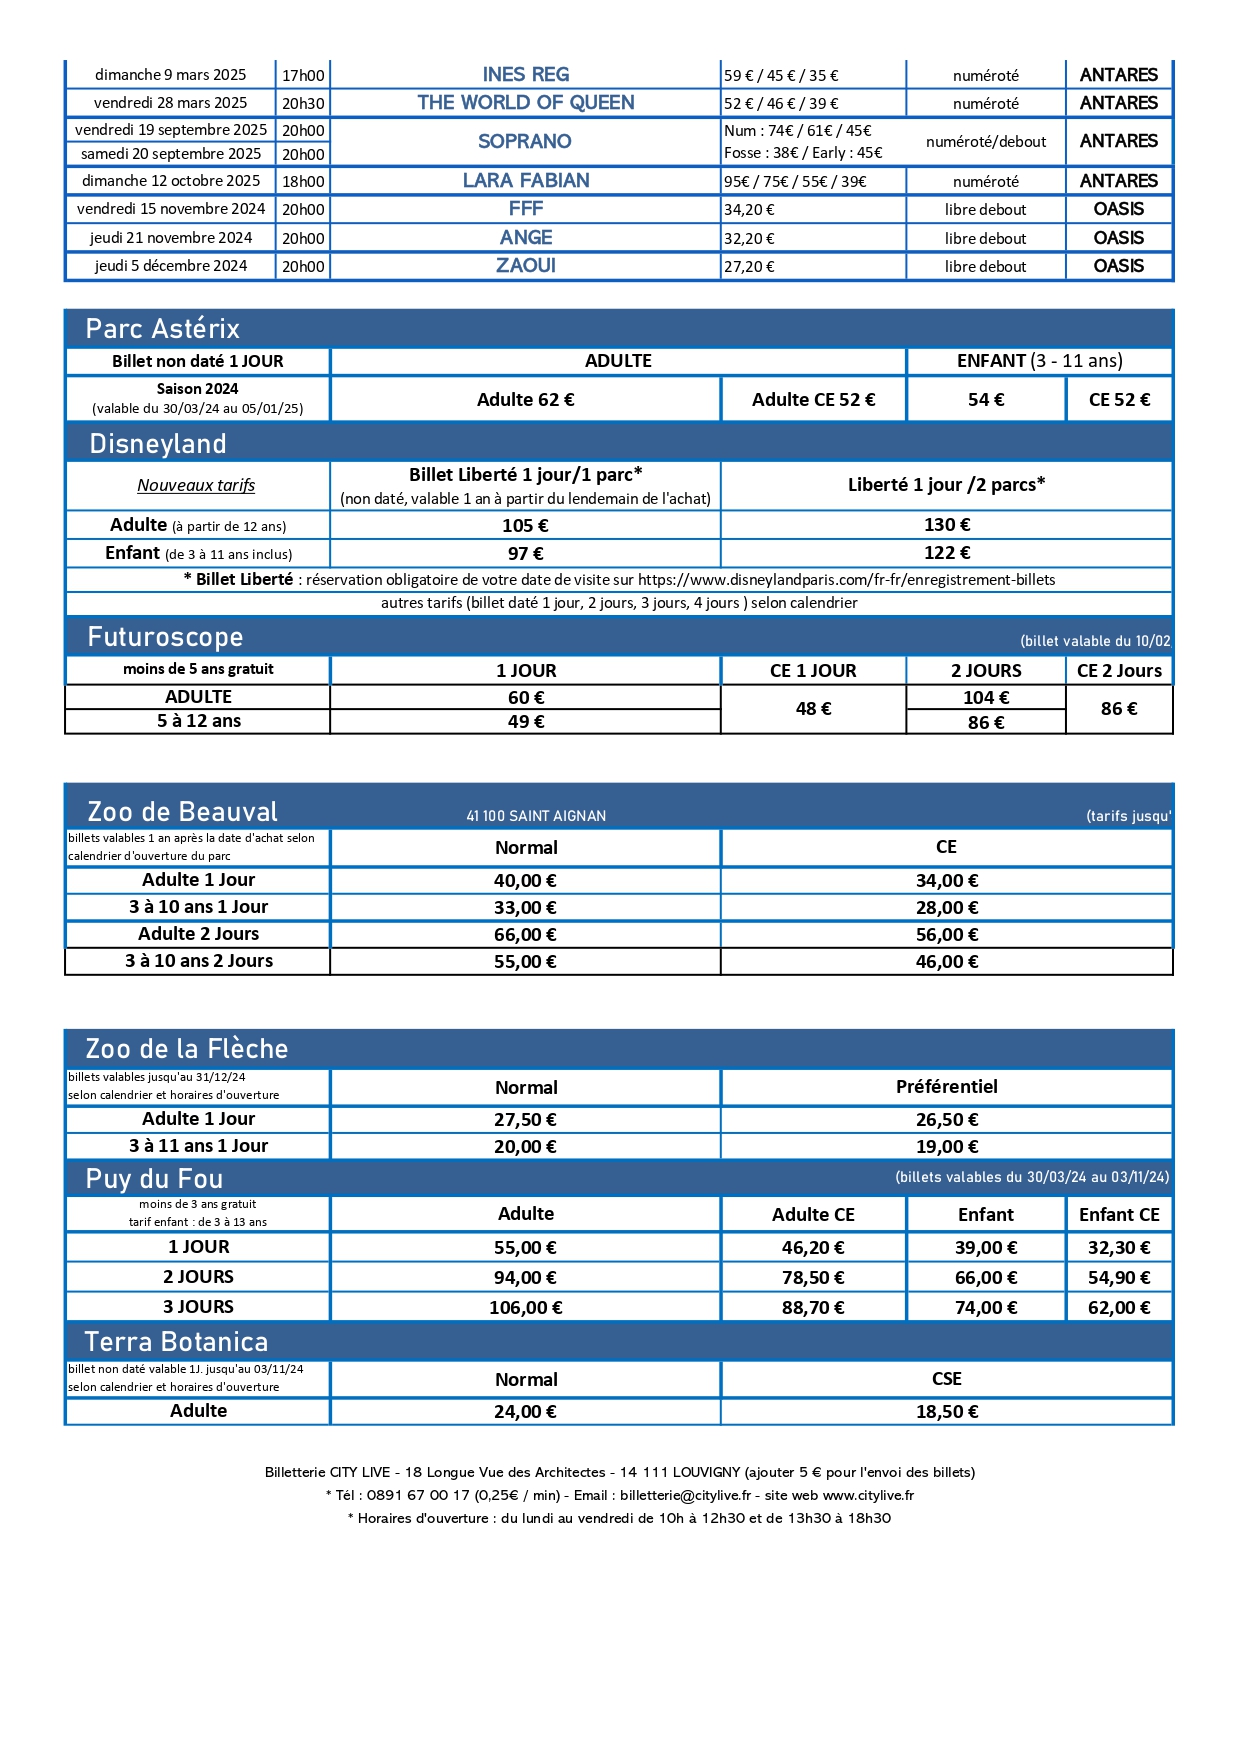 dimanche 9 mars 2025 17h00 INES REG 59 € / 45 € / 35 € numéroté ANTARES
vendredi 28 mars 2025 20h30 THE WORLD OF QUEEN 52 € / 46 € / 39 € numéroté ANTARES
vendredi 19 septembre 2025 20h00 SOPRANO Num : 74€ / 61€ / 45€ numéroté/debout ANTARES
samedi 20 septembre 2025 20h00 Fosse : 38€ / Early : 45€
dimanche 12 octobre 2025 18h00 LARA FABIAN 95€ / 75€ / 55€ / 39€ numéroté ANTARES
vendredi 15 novembre 2024 20h00 FFF 34,20 € libre debout OASIS
jeudi 21 novembre 2024 20h00 ANGE 32,20 € libre debout OASIS
jeudi 5 décembre 2024 20h00 ZAOUI 27,20 € libre debout OASIS
Parc Astérix
Billet non daté 1 JOUR ADULTE ENFANT (3 - 11 ans)
Saison 2024
(valable du 30/03/24 au 05/01/25) Adulte 62 € Adulte CE 52 € 54 € CE 52 €
Disneyland
Nouveaux tarifs Billet Liberté 1 jour/1 parc* Liberté 1 jour /2 parcs*
(non daté, valable 1 an à partir du lendemain de l'achat)
Adulte (à partir de 12 ans) 105 € 130 €
Enfant (de 3 à 11 ans inclus) 97 € 122 €
* Billet Liberté : réservation obligatoire de votre date de visite sur https://www.disneylandparis.com/fr-fr/enregistrement-billets
autres tarifs (billet daté 1 jour, 2 jours, 3 jours, 4 jours ) selon calendrier
Futuroscope (billet valable du 10/02
moins de 5 ans gratuit 1 JOUR CE 1 JOUR 2 JOURS CE 2 Jours
ADULTE 60 € 48 € 104 € 86 €
5 à 12 ans 49 € 86 €
Zoo de Beauval 41 100 SAINT AIGNAN (tarifs jusqu'
billets valables 1 an après la date d'achat selon
calendrier d'ouverture du parc Normal CE
Adulte 1 Jour 40,00 € 34,00 €
3 à 10 ans 1 Jour 33,00 € 28,00 €
Adulte 2 Jours 66,00 € 56,00 €
3 à 10 ans 2 Jours 55,00 € 46,00 €
Zoo de la Flèche
billets valables jusqu'au 31/12/24
selon calendrier et horaires d'ouverture Normal Préférentiel
Adulte 1 Jour 27,50 € 26,50 €
3 à 11 ans 1 Jour 20,00 € 19,00 €
Puy du Fou (billets valables du 30/03/24 au 03/11/24)
moins de 3 ans gratuit
tarif enfant : de 3 à 13 ans Adulte Adulte CE Enfant Enfant CE
1 JOUR 55,00 € 46,20 € 39,00 € 32,30 €
2 JOURS 94,00 € 78,50 € 66,00 € 54,90 €
3 JOURS 106,00 € 88,70 € 74,00 € 62,00 €
Terra Botanica
billet non daté valable 1J. jusqu'au 03/11/24
selon calendrier et horaires d'ouverture Normal CSE
Adulte 24,00 € 18,50 €
Billetterie CITY LIVE - 18 Longue Vue des Architectes - 14 111 LOUVIGNY (ajouter 5 € pour l'envoi des billets)
* Tél : 0891 67 00 17 (0,25€ / min) - Email : billetterie@citylive.fr - site web www.citylive.fr
* Horaires d'ouverture : du lundi au vendredi de 10h à 12h30 et de 13h30 à 18h30